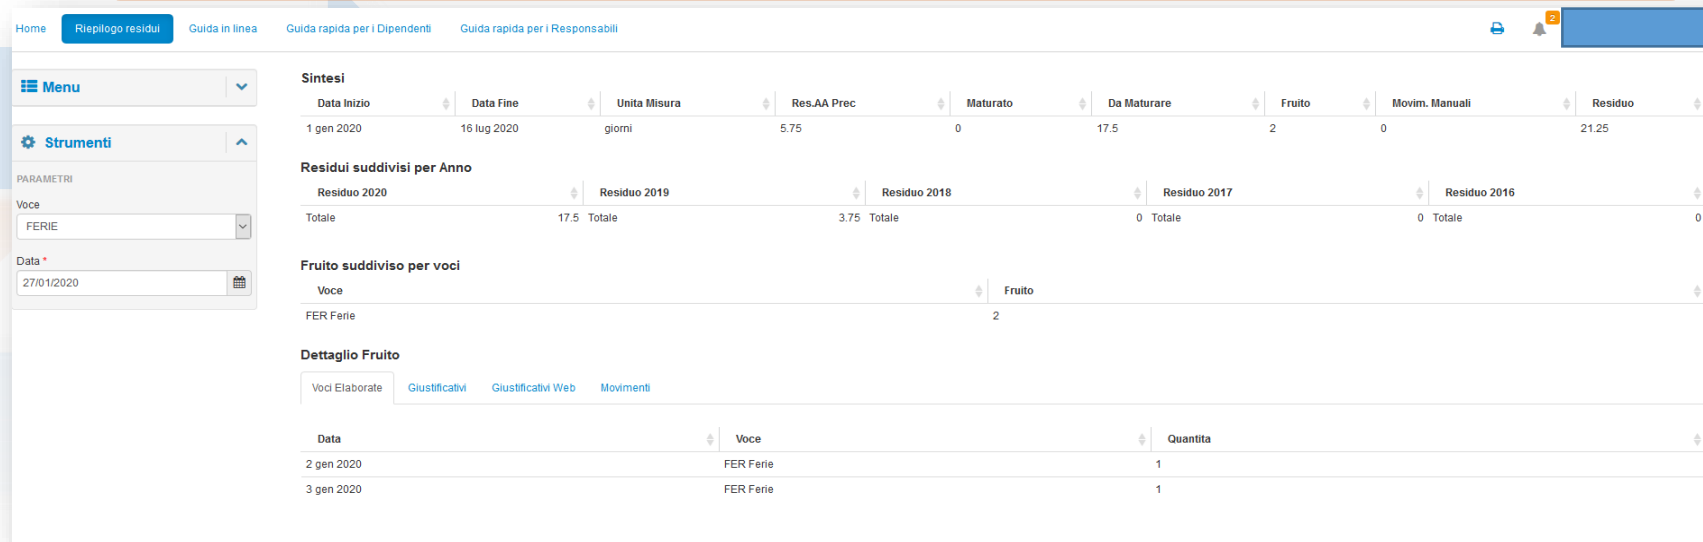 Home Riepilogo residui Guida in linea Guida rapida per i Dipendenti Guida rapida per i Responsabili 2
Menu
Strumenti
PARAMETRI
Voce
FERIE
Data *
27/01/2020
Sintesi
Data Inizio Data Fine Unita Misura Res.AA Prec Maturato Da Maturare Fruito Movim. Manuali Residuo
1 gen 2020 16 lug 2020 giorni 5.75 0 17.5 2 0 21.25
Residui suddivisi per Anno
Residuo 2020 Residuo 2019 Residuo 2018 Residuo 2017 Residuo 2016
Totale 17.5 Totale 3.75 Totale 0 Totale 0 Totale 0
Fruito suddiviso per voci
Voce Fruito
FER Ferie 2
Dettaglio Fruito
Voci Elaborate Giustificativi Giustificativi Web Movimenti
Data Voce Quantita
2 gen 2020 FER Ferie 1
3 gen 2020 FER Ferie 1